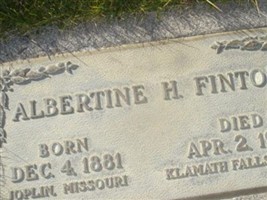 ALBERTINE H. FINTO
BORN DIED
DEC. 4, 1881 APR. 2, 1
JOPLIN, MISSOURI KLAMATH FALLS